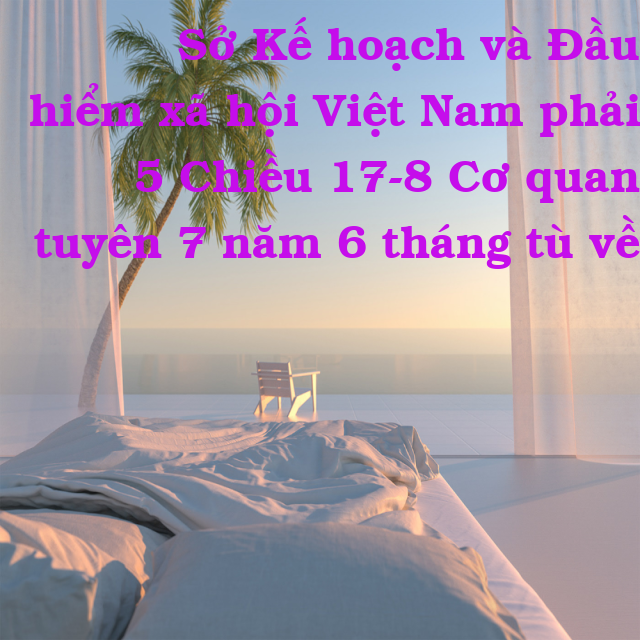 Sở Kế hoạch và Đầu
hiểm xã hội Việt Nam phải
5 Chiều 17-8 Cơ quan
tuyên 7 năm 6 tháng tù về